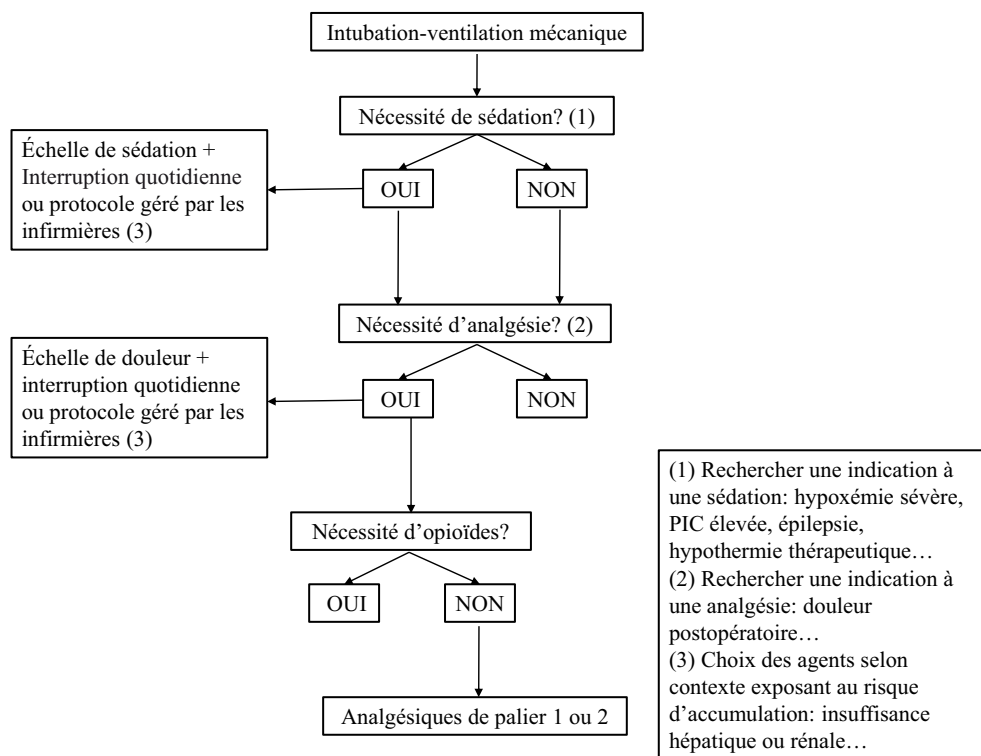 Intubation-ventilation mécanique
Nécessité de sédation? (1)
Échelle de sédation +
Interruption quotidienne
ou protocole géré par les
infirmières (3)
OUI
NON
Nécessité d’analgésie? (2)
Échelle de douleur +
interruption quotidienne
ou protocole géré par les
infirmières (3)
OUI
NON
Nécessité d’opioïdes?
OUI
NON
Analgésiques de palier 1 ou 2
(1) Rechercher une indication à
une sédation: hypoxémie sévère,
PIC élevée, épilepsie,
hypothermie thérapeutique…
(2) Rechercher une indication à
une analgésie: douleur
postopératoire…
(3) Choix des agents selon
contexte exposant au risque
d’accumulation: insuffisance
hépatique ou rénale…